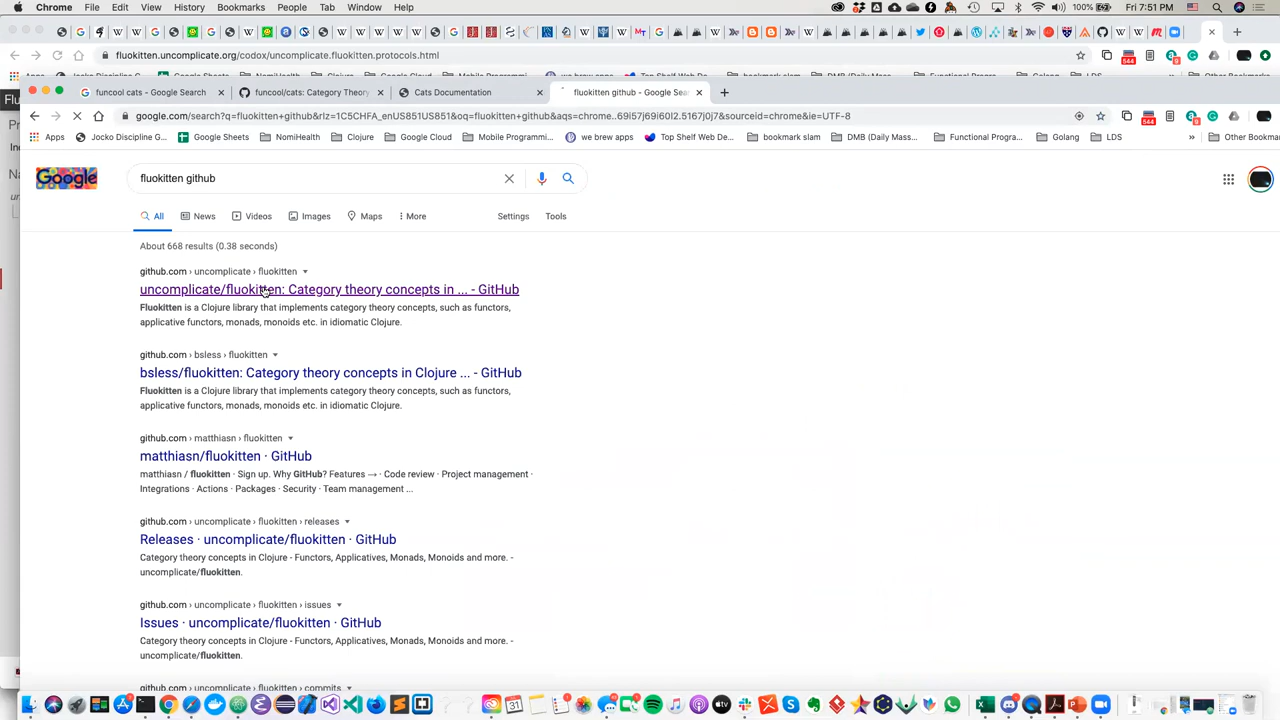 Chrome File Edit View History Bookmarks People Tab Window Help 100% Fri 7:51 PM
fluokitten.uncomplicate.org/codox/uncomplicate.fluokitten.protocols.html
funcool cats - Google Search funcool/cats: Category Theory Cats Documentation fluokitten github - Google Sea
google.com/search?q=fluokitten+github&rlz=1C5CHFA_enUS851US851&oq=fluokitten+github&aqs=chrome..69i57j69i60l2.5167j0j7&sourceid=chrome&ie=UTF-8
Apps Jocko Discipline Google Sheets NomiHealth Clojure Google Cloud Mobile Programmi... we brew apps Top Shelf Web De... bookmark slam DMB (Daily Mass... Functional Progra... Golang LDS » Other Bookma
Google fluokitten github
All News Videos Images Maps More Settings Tools
About 668 results (0.38 seconds)
github.com › uncomplicate › fluokitten
uncomplicate/fluokitten: Category theory concepts in ... - GitHub
Fluokitten is a Clojure library that implements category theory concepts, such as functors,
applicative functors, monads, monoids etc. in idiomatic Clojure.
github.com › bsless › fluokitten
bsless/fluokitten: Category theory concepts in Clojure ... - GitHub
Fluokitten is a Clojure library that implements category theory concepts, such as functors,
applicative functors, monads, monoids etc. in idiomatic Clojure.
github.com › matthiasn › fluokitten
matthiasn/fluokitten · GitHub
matthiasn / fluokitten · Sign up. Why GitHub? Features → · Code review · Project management ·
Integrations · Actions · Packages · Security · Team management ...
github.com › uncomplicate › fluokitten › releases
Releases · uncomplicate/fluokitten · GitHub
Category theory concepts in Clojure - Functors, Applicatives, Monads, Monoids and more. -
uncomplicate/fluokitten.
github.com › uncomplicate › fluokitten › issues
Issues · uncomplicate/fluokitten · GitHub
Category theory concepts in Clojure - Functors, Applicatives, Monads, Monoids and more. -
uncomplicate/fluokitten.
github.com › uncomplicate › fluokitten › commits